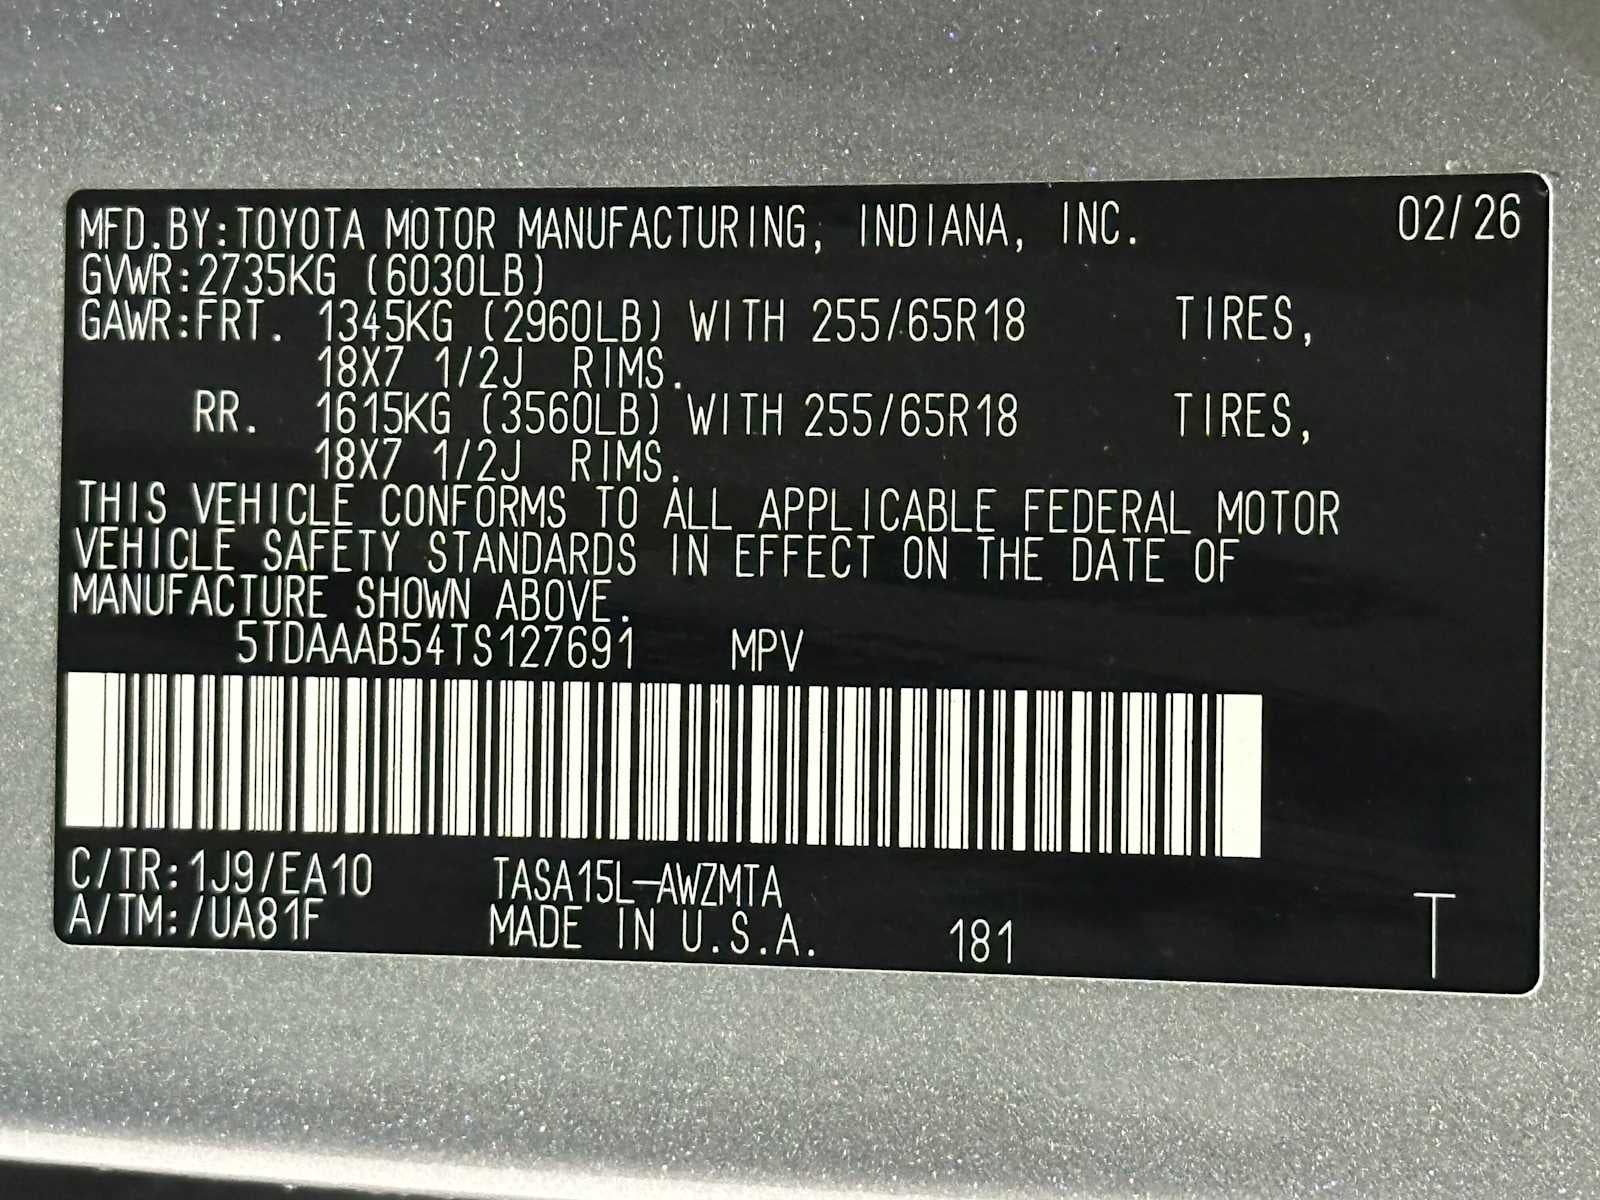 MFD.BY:TOYOTA MOTOR MANUFACTURING, INDIANA, INC. 02/26
GVWR:2735KG (6030LB)
GAWR:FRT. 1345KG (2960LB) WITH 255/65R18 TIRES,
18X7 1/2J RIMS.
RR. 1615KG (3560LB) WITH 255/65R18 TIRES,
18X7 1/2J RIMS.
THIS VEHICLE CONFORMS TO ALL APPLICABLE FEDERAL MOTOR
VEHICLE SAFETY STANDARDS IN EFFECT ON THE DATE OF
MANUFACTURE SHOWN ABOVE.
5TDAAAB54TS127691 MPV
C/TR:1J9/EA10 TASA15L-AWZMTA
A/TM:/UA81F MADE IN U.S.A. 181 T